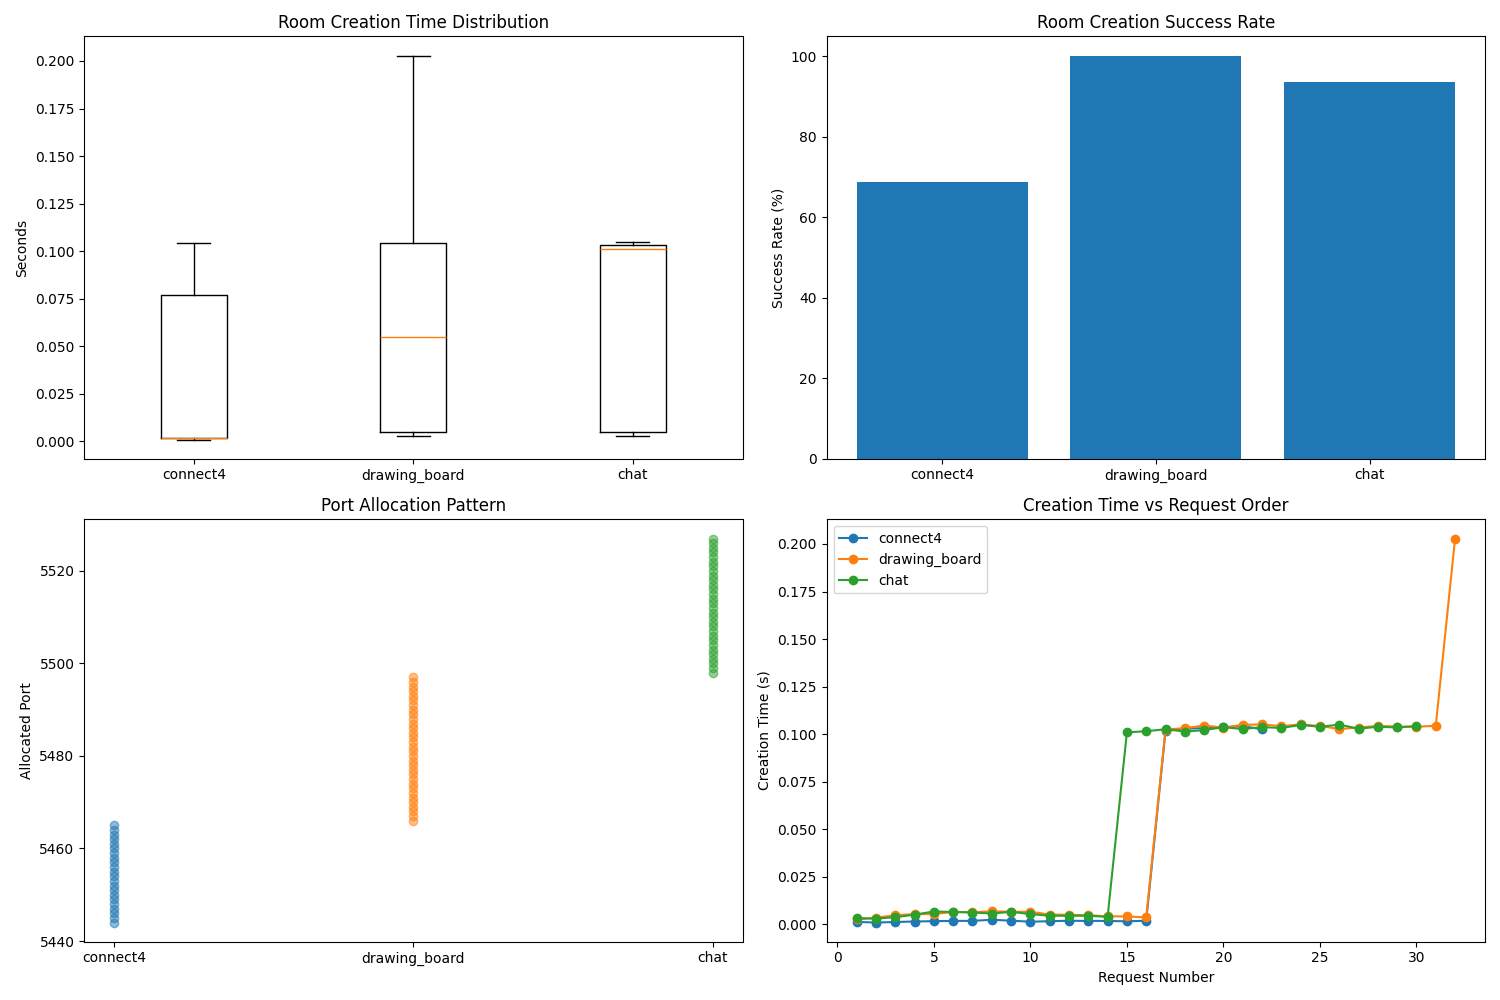 Room Creation Time Distribution
Seconds
0.200
0.175
0.150
0.125
0.100
0.075
0.050
0.025
0.000
connect4 drawing_board chat
Room Creation Success Rate
Success Rate (%)
100
80
60
40
20
0
connect4 drawing_board chat
Port Allocation Pattern
Allocated Port
5520
5500
5480
5460
5440
connect4 drawing_board chat
Creation Time vs Request Order
connect4
drawing_board
chat
Creation Time (s)
0.200
0.175
0.150
0.125
0.100
0.075
0.050
0.025
0.000
0 5 10 15 20 25 30
Request Number